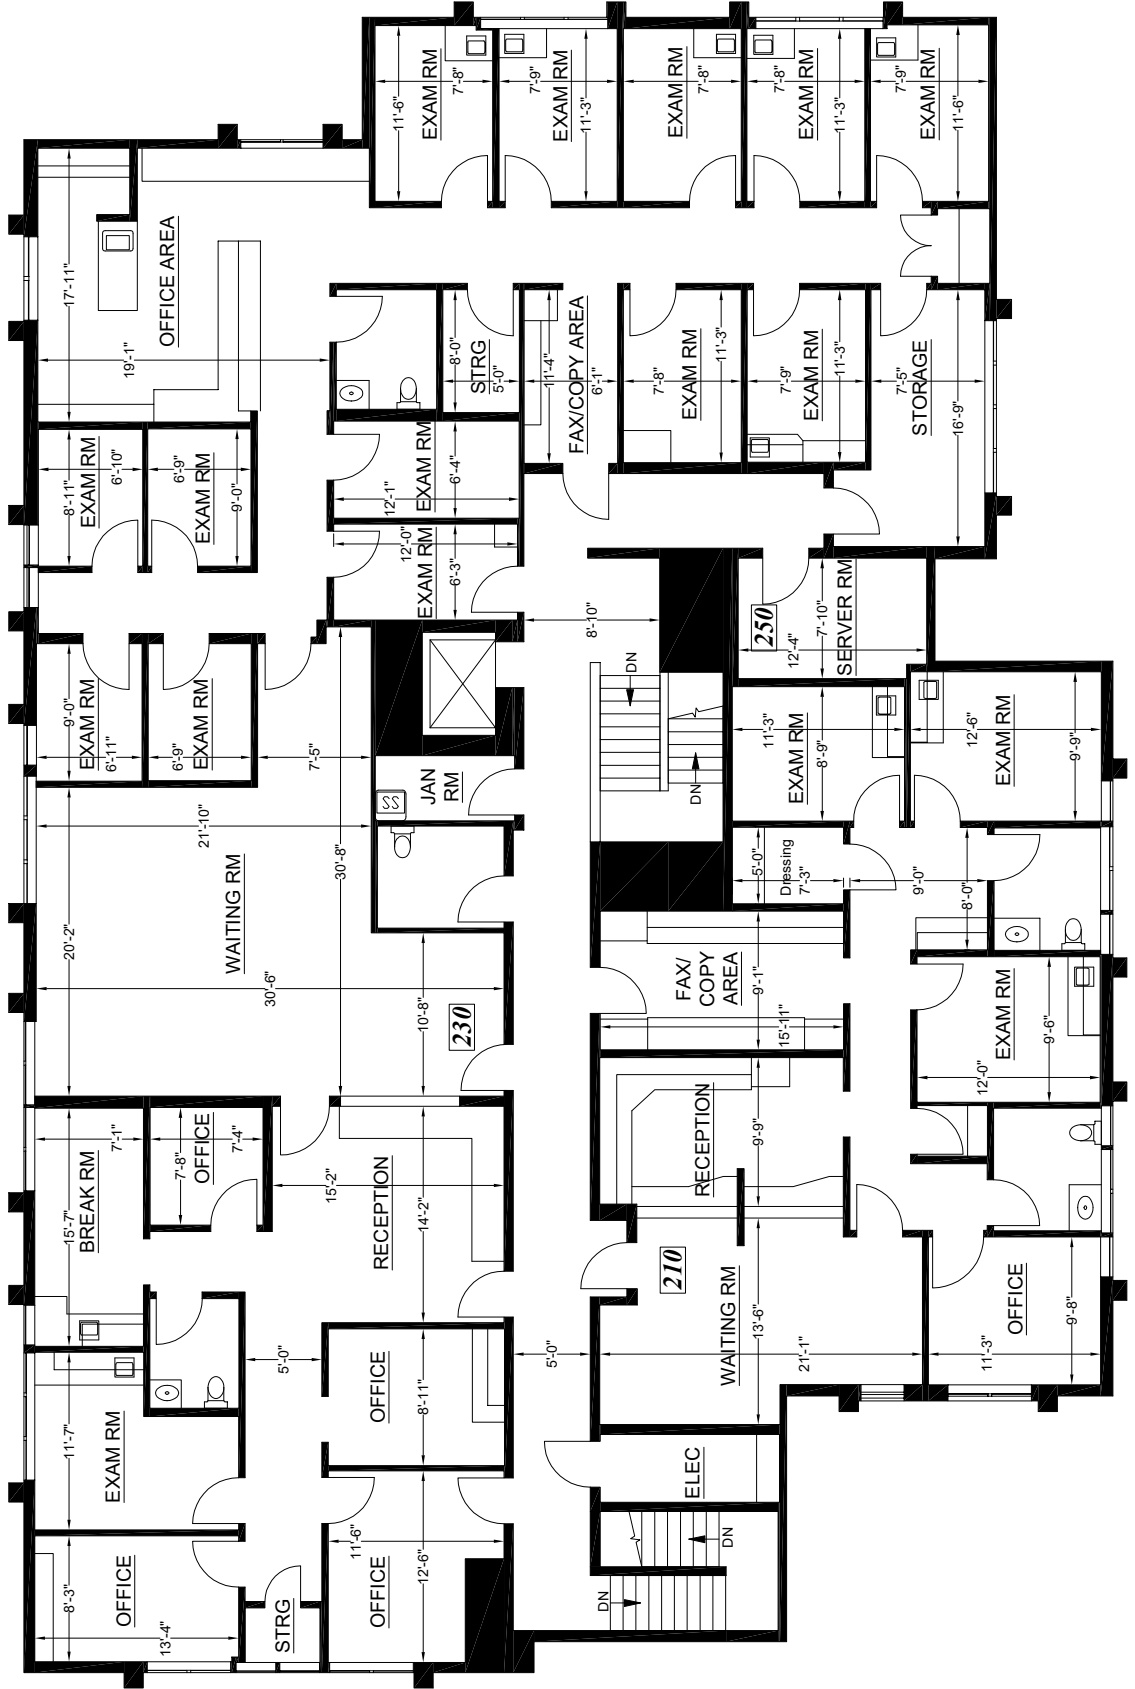 11'-6"
EXAM RM
7'-8"
7'-9"
EXAM RM
11'-3"
EXAM RM
7'-8"
7'-8"
EXAM RM
11'-3"
7'-9"
EXAM RM
11'-6"
17'-11"
OFFICE AREA
19'-1"
8'-0"
STRG
5'-0"
11'-4"
FAX/COPY AREA
6'-1"
7'-8"
EXAM RM
11'-3"
7'-9"
EXAM RM
11'-3"
7'-5"
STORAGE
16'-9"
8'-11"
EXAM RM
6'-10"
6'-9"
EXAM RM
9'-0"
12'-1"
EXAM RM
6'-4"
12'-0"
EXAM RM
6'-3"
9'-0"
EXAM RM
6'-11"
6'-9"
EXAM RM
7'-5"
8'-10"
DN
DN
250
12'-4"
7'-10"
SERVER RM
JAN
RM
11'-3"
EXAM RM
8'-9"
12'-6"
EXAM RM
9'-9"
21'-10"
WAITING RM
20'-2"
30'-6"
30'-8"
10'-8"
230
5'-0"
Dressing
7'-3"
9'-0"
8'-0"
FAX/
COPY
AREA
9'-1"
15'-11"
EXAM RM
9'-6"
12'-0"
7'-1"
BREAK RM
15'-7"
7'-8"
OFFICE
7'-4"
15'-2"
RECEPTION
14'-2"
RECEPTION
9'-9"
210
WAITING RM
13'-6"
21'-1"
OFFICE
9'-8"
11'-3"
5'-0"
5'-0"
11'-7"
EXAM RM
OFFICE
8'-11"
ELEC
8'-3"
OFFICE
13'-4"
STRG
11'-6"
OFFICE
12'-6"
DN
DN